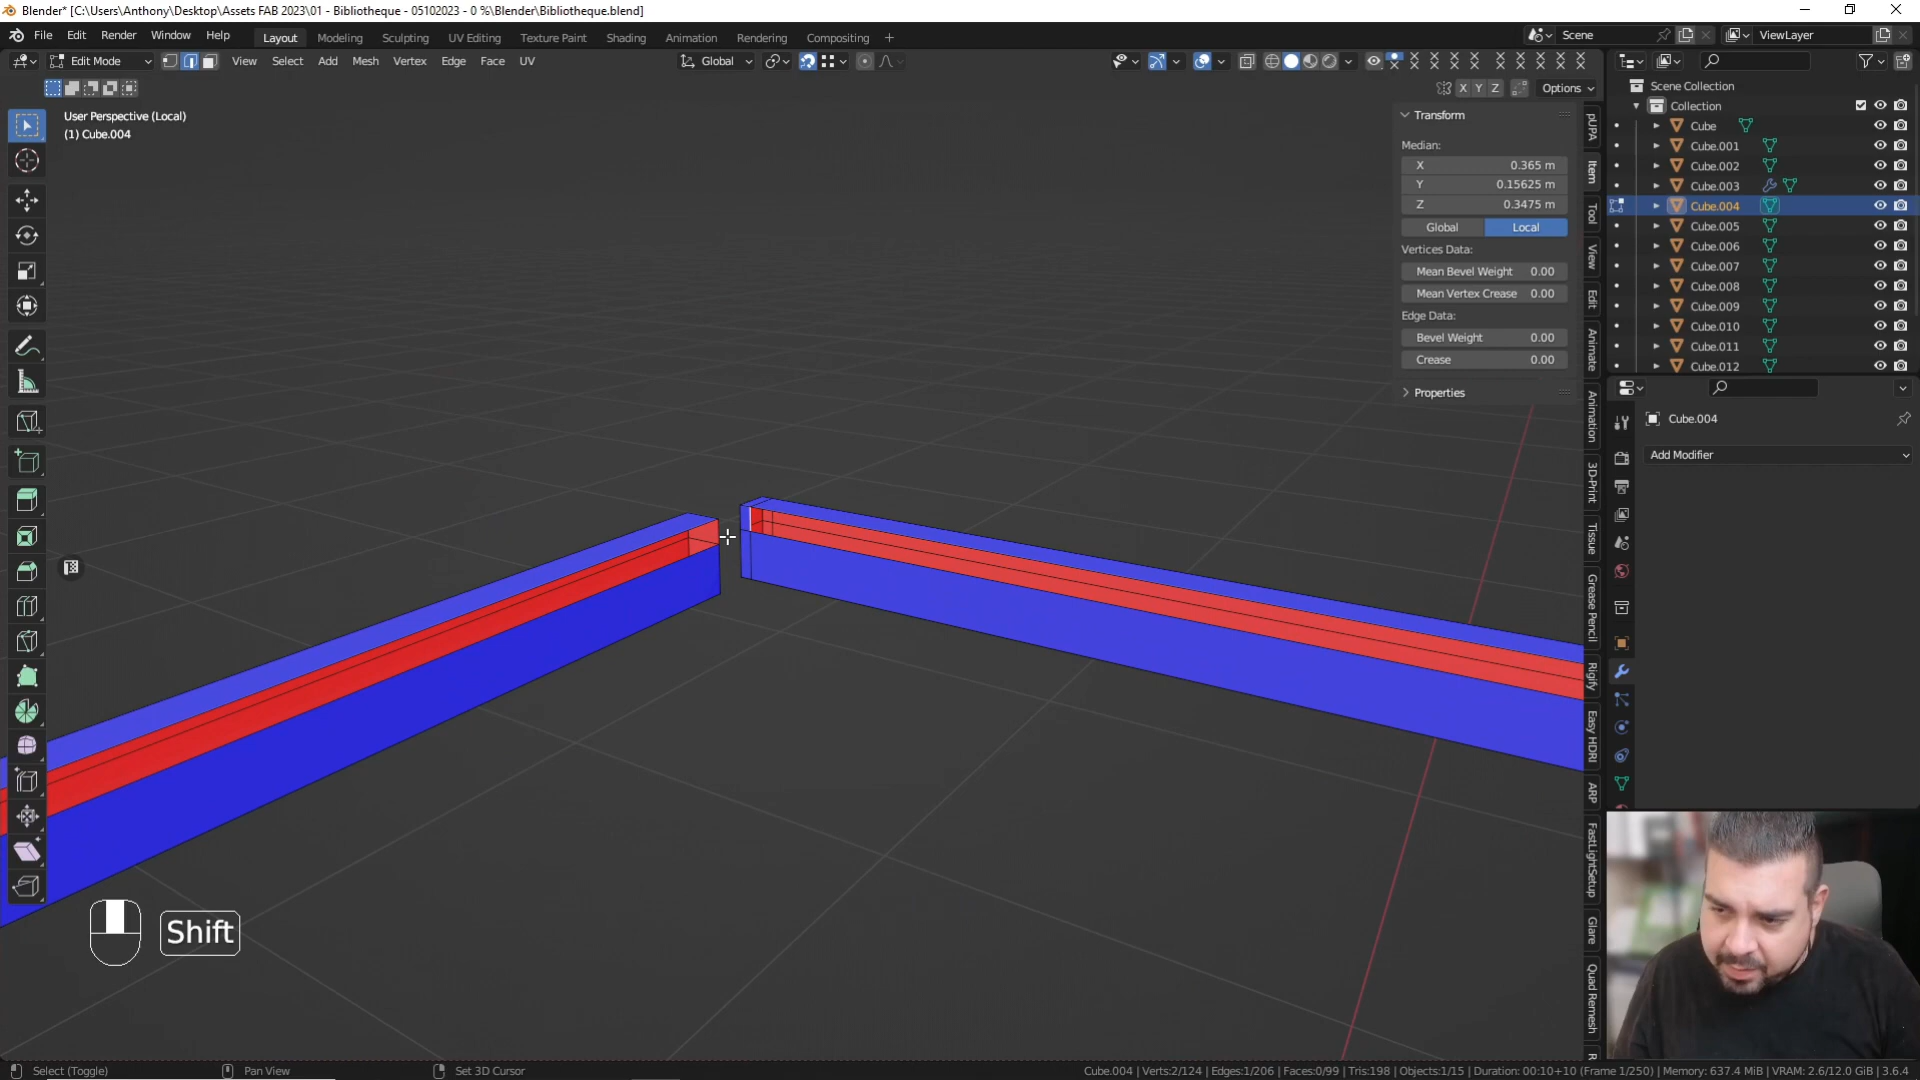 Blender* [C:\Users\Anthony\Desktop\Assets FAB 2023\01 - Bibliotheque - 05102023 - 0 %\Blender\Bibliotheque.blend]
File Edit Render Window Help Layout Modeling Sculpting UV Editing Texture Paint Shading Animation Rendering Compositing + Scene ViewLayer
Edit Mode View Select Add Mesh Vertex Edge Face UV Global
X Y Z Options
User Perspective (Local)
(1) Cube.004
Transform
Median:
X 0.365 m
Y 0.15625 m
Z 0.3475 m
Global Local
Vertices Data:
Mean Bevel Weight 0.00
Mean Vertex Crease 0.00
Edge Data:
Bevel Weight 0.00
Crease 0.00
Properties
pUPA
Item
Tool
View
Edit
Animate
Animation
3D-Print
Tissue
Grease Pencil
Rigify
Easy HDRI
ARP
FastLightSetup
Glare
Quad Remesh
R
Scene Collection
Collection
Cube
Cube.001
Cube.002
Cube.003
Cube.004
Cube.005
Cube.006
Cube.007
Cube.008
Cube.009
Cube.010
Cube.011
Cube.012
Cube.004
Add Modifier
Shift
Select (Toggle) Pan View Set 3D Cursor Cube.004 | Verts:2/124 | Edges:1/206 | Faces:0/99 | Tris:198 | Objects:1/15 | Duration: 00:10+10 (Frame 1/250) | Memory: 637.4 MiB | VRAM: 2.6/12.0 GiB | 3.6.4